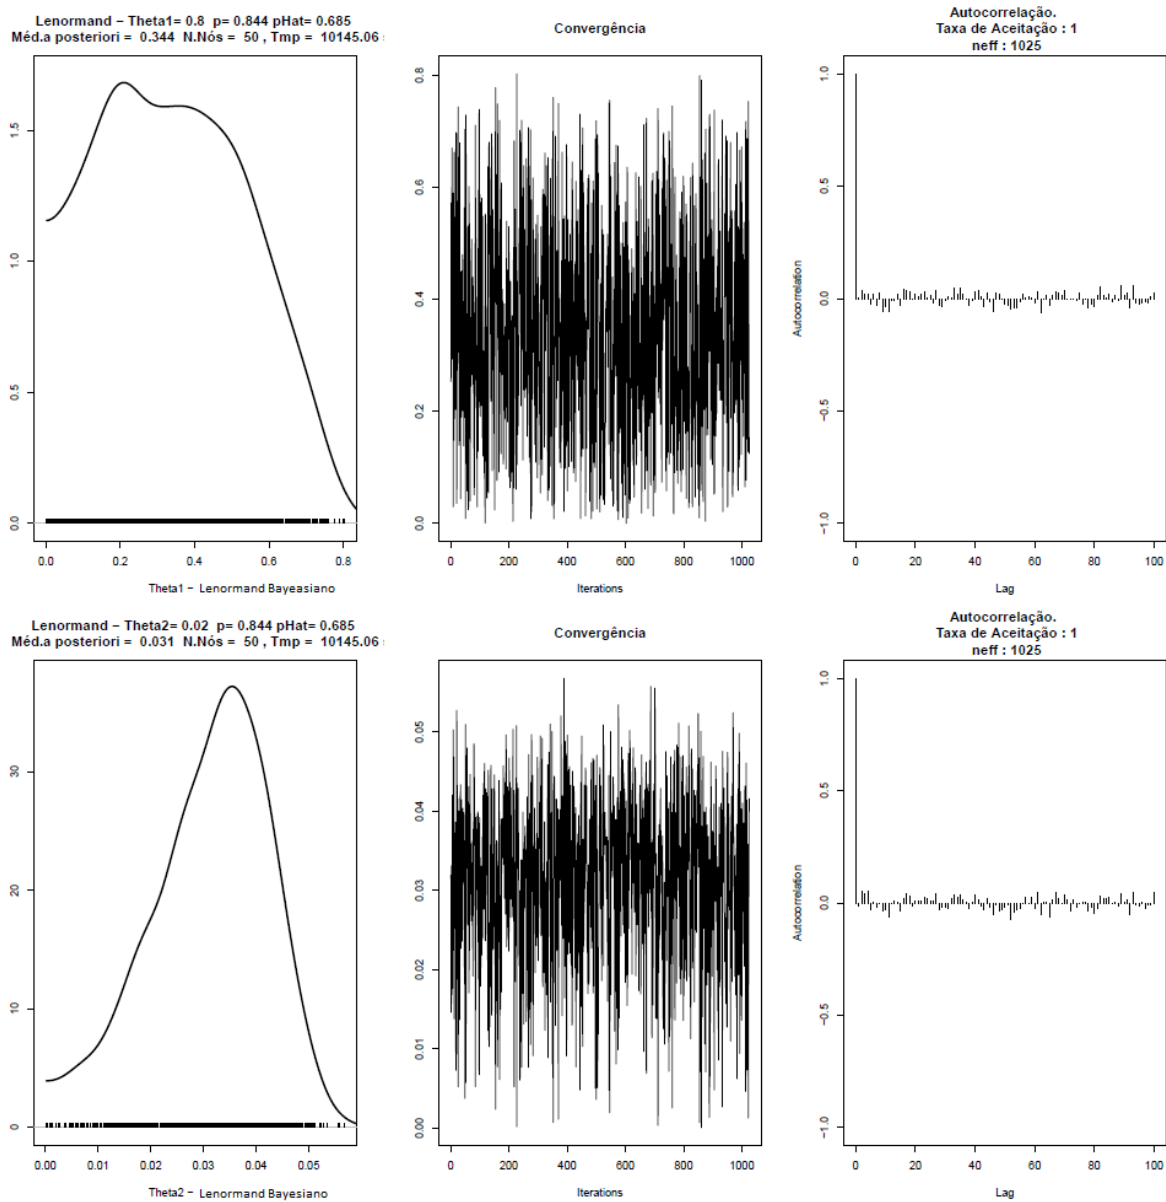 Lenormand – Theta1= 0.8 p= 0.844 pHat= 0.685
Méd.a posteriori = 0.344 N.Nós = 50 , Tmp = 10145.06
0.0 0.5 1.0 1.5
0.0 0.2 0.4 0.6 0.8
Theta1 – Lenormand Bayeasiano
Convergência
0.0 0.2 0.4 0.6 0.8
0 200 400 600 800 1000
Iterations
Autocorrelação.
Taxa de Aceitação : 1
neff : 1025
Autocorrelation
−1.0 −0.5 0.0 0.5 1.0
0 20 40 60 80 100
Lag
Lenormand – Theta2= 0.02 p= 0.844 pHat= 0.685
Méd.a posteriori = 0.031 N.Nós = 50 , Tmp = 10145.06
0 10 20 30
0.00 0.01 0.02 0.03 0.04 0.05
Theta2 – Lenormand Bayesiano
Convergência
0.00 0.01 0.02 0.03 0.04 0.05
0 200 400 600 800 1000
Iterations
Autocorrelação.
Taxa de Aceitação : 1
neff : 1025
Autocorrelation
−1.0 −0.5 0.0 0.5 1.0
0 20 40 60 80 100
Lag